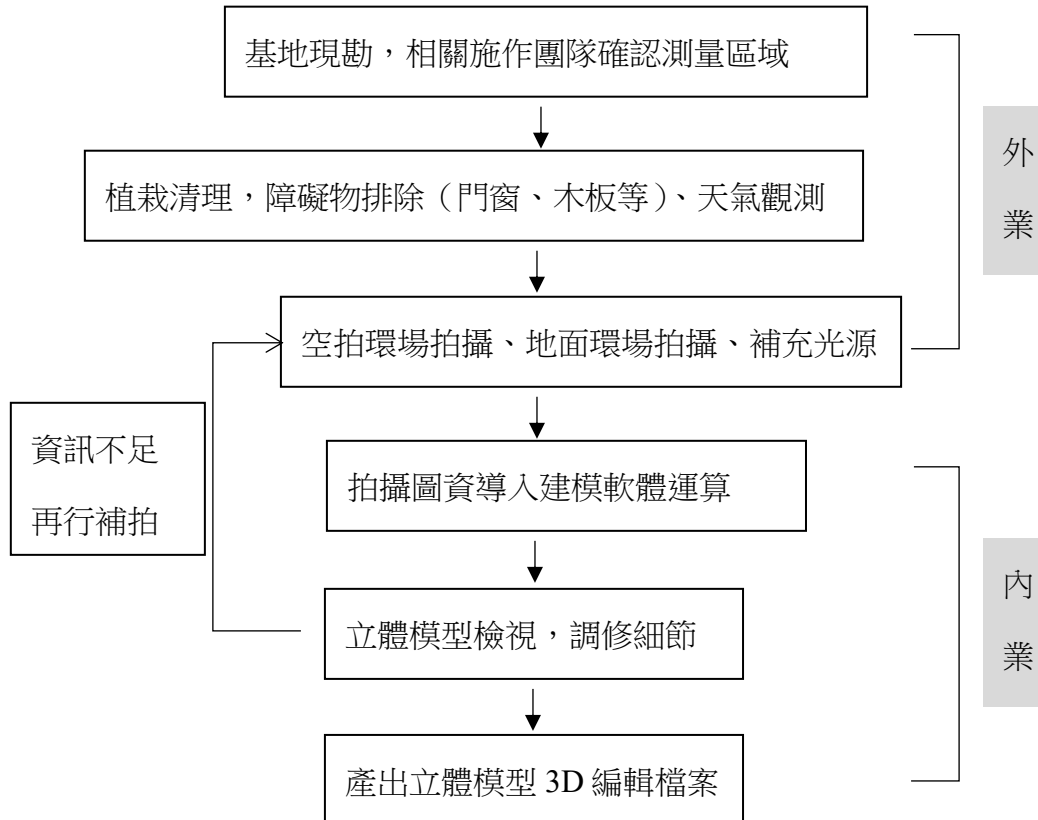 基地現勘，相關施作團隊確認測量區域
植栽清理，障礙物排除（門窗、木板等）、天氣觀測
外
業
空拍環場拍攝、地面環場拍攝、補充光源
資訊不足
再行補拍
拍攝圖資導入建模軟體運算
立體模型檢視，調修細節
內
業
產出立體模型 3D 編輯檔案